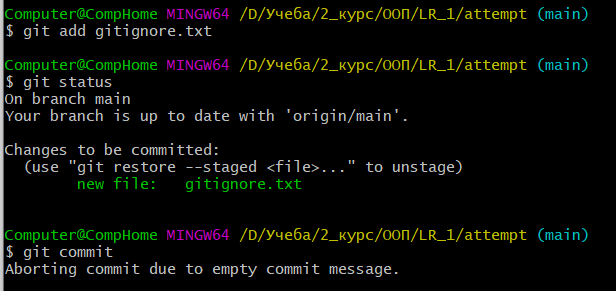 Computer@CompHome MINGW64 /D/Учеба/2_курс/ООП/LR_1/attempt (main)
$ git add gitignore.txt
Computer@CompHome MINGW64 /D/Учеба/2_курс/ООП/LR_1/attempt (main)
$ git status
On branch main
Your branch is up to date with 'origin/main'.
Changes to be committed:
  (use "git restore --staged <file>..." to unstage)
        new file:   gitignore.txt
Computer@CompHome MINGW64 /D/Учеба/2_курс/ООП/LR_1/attempt (main)
$ git commit
Aborting commit due to empty commit message.